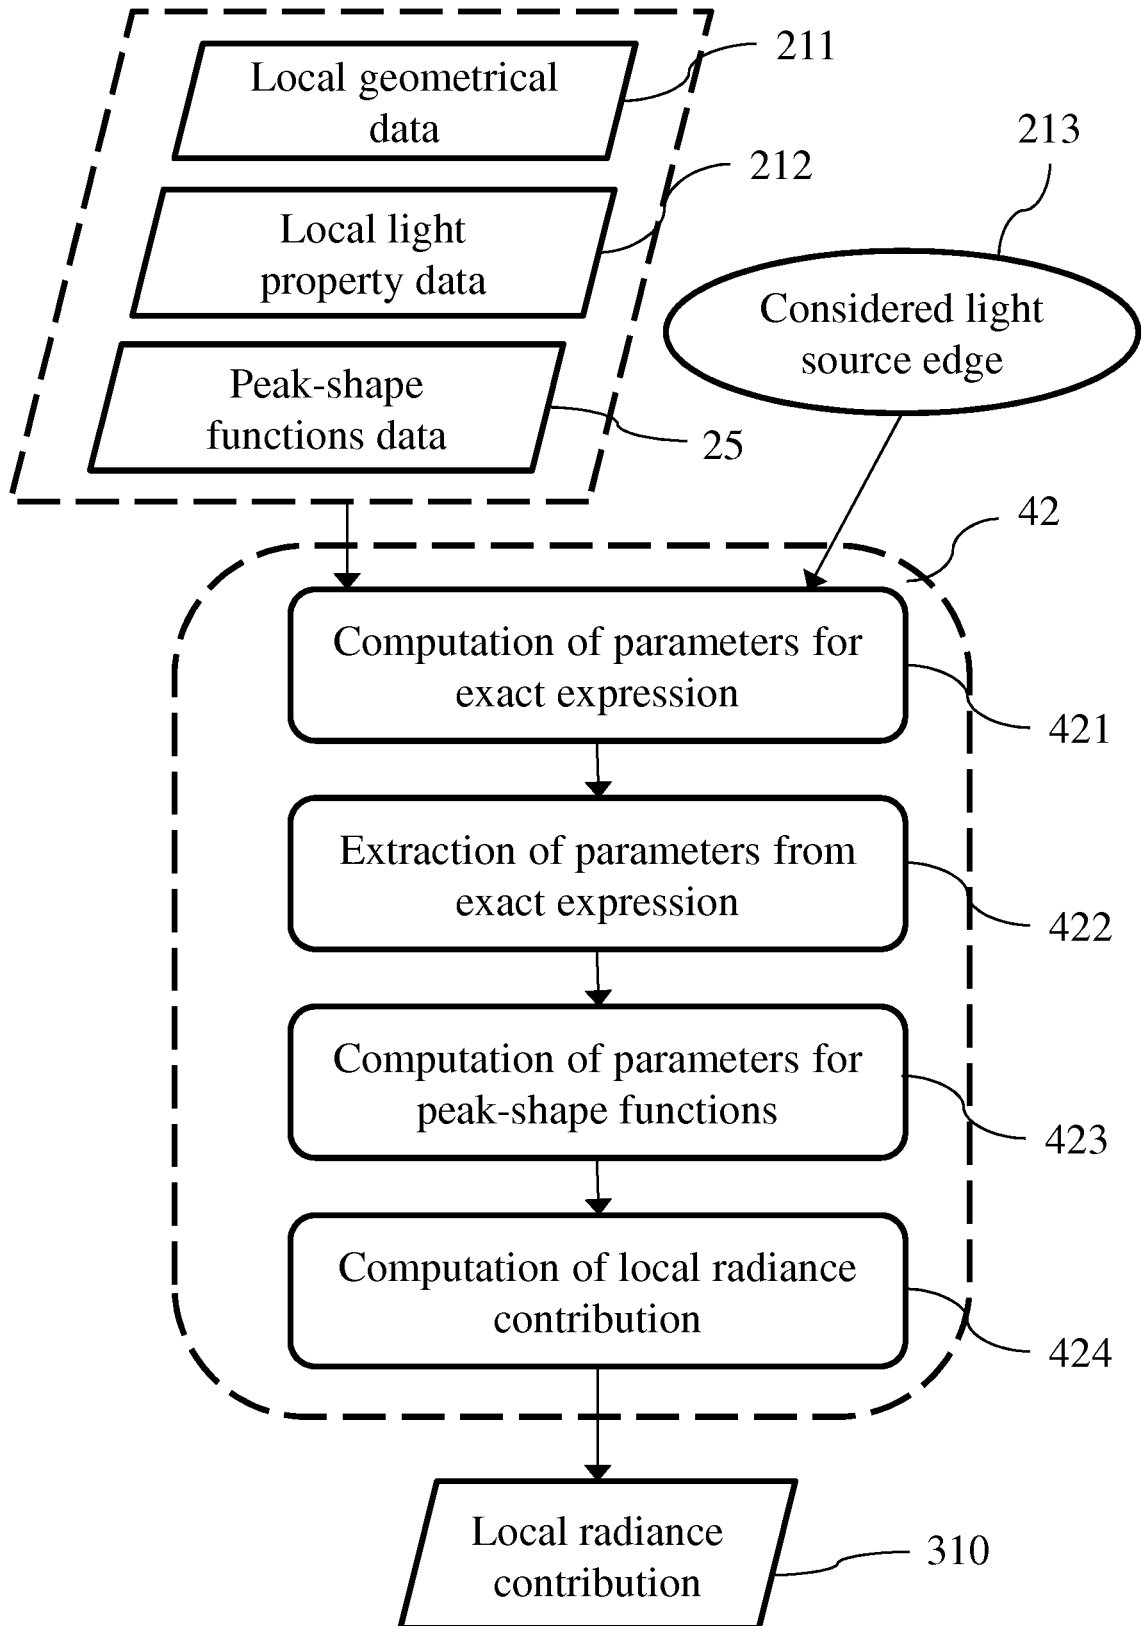 Local geometrical
data
211
Local light
property data
212
Peak-shape
functions data
25
213
Considered light
source edge
42
Computation of parameters for
exact expression
421
Extraction of parameters from
exact expression
422
Computation of parameters for
peak-shape functions
423
Computation of local radiance
contribution
424
Local radiance
contribution
310